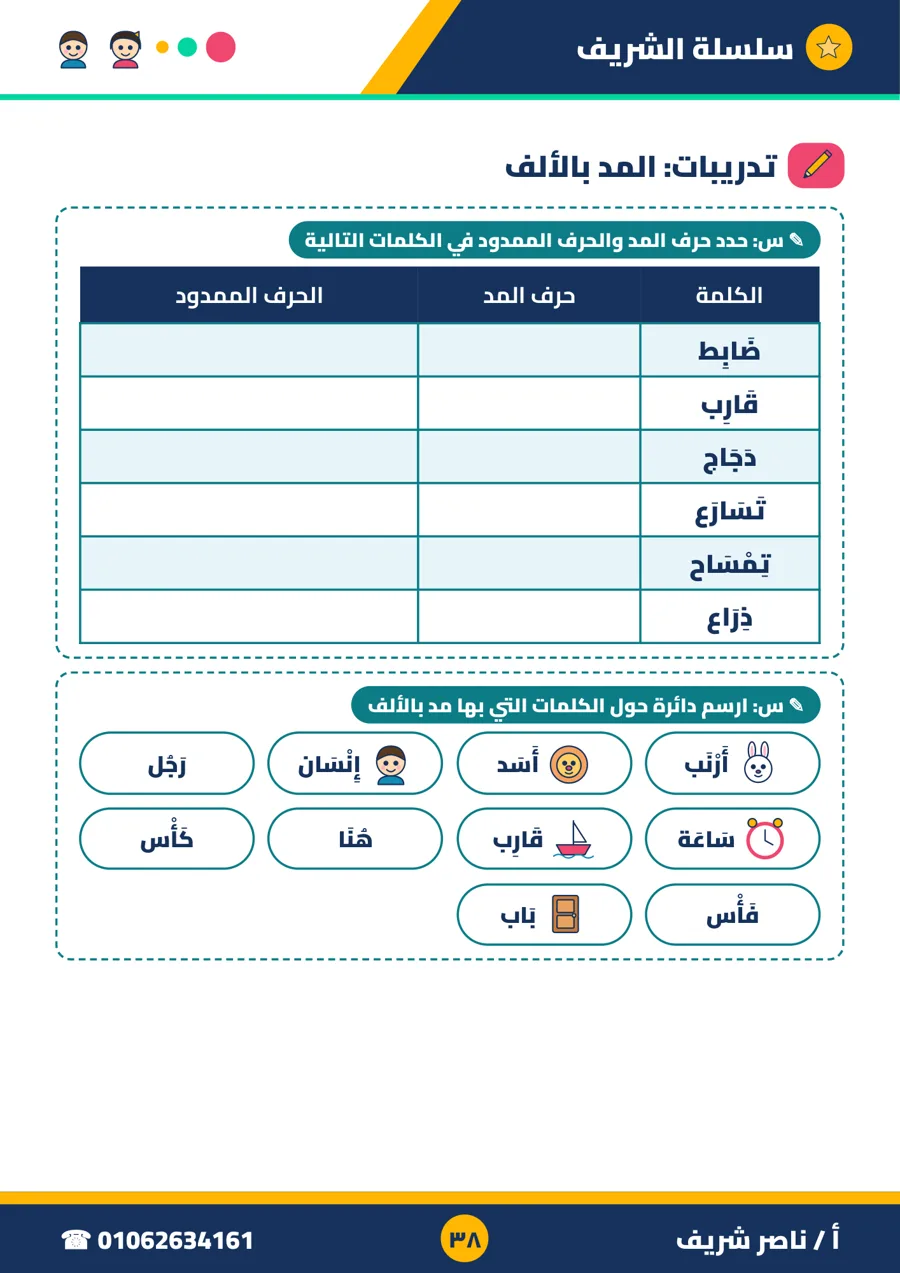 سلسلة الشريف
تدريبات: المد بالألف
✎ س: حدد حرف المد والحرف الممدود في الكلمات التالية
الكلمة حرف المد الحرف الممدود
ضَابِط
قَارِب
دَجَاج
تَسَارَع
تِمْسَاح
ذِرَاع
✎ س: ارسم دائرة حول الكلمات التي بها مد بالألف
أَرْنَب أَسَد إِنْسَان رَجُل
سَاعَة قَارِب هُنَا كَأْس
فَأْس بَاب
أ / ناصر شريف ٣٨ 01062634161 ☎